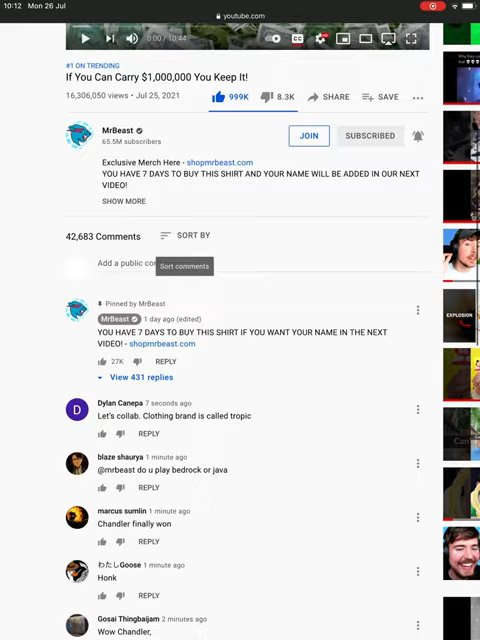 10:12 Mon 26 Jul
youtube.com
0:00 / 10:44
#1 ON TRENDING
If You Can Carry $1,000,000 You Keep It!
16,306,050 views • Jul 25, 2021
999K
8.3K
SHARE
SAVE
MrBeast
65.5M subscribers
JOIN
SUBSCRIBED
Exclusive Merch Here - shopmrbeast.com
YOU HAVE 7 DAYS TO BUY THIS SHIRT AND YOUR NAME WILL BE ADDED IN OUR NEXT
VIDEO!
SHOW MORE
42,683 Comments
SORT BY
Add a public co
Sort comments
Pinned by MrBeast
MrBeast 1 day ago (edited)
YOU HAVE 7 DAYS TO BUY THIS SHIRT IF YOU WANT YOUR NAME IN THE NEXT
VIDEO! - shopmrbeast.com
27K
REPLY
View 431 replies
D
Dylan Canepa 7 seconds ago
Let's collab. Clothing brand is called tropic
REPLY
blaze shaurya 1 minute ago
@mrbeast do u play bedrock or java
REPLY
marcus sumlin 1 minute ago
Chandler finally won
REPLY
わたしGoose 1 minute ago
Honk
REPLY
Gosai Thingbaijam 2 minutes ago
Wow Chandler,
EXPLOSION
Can